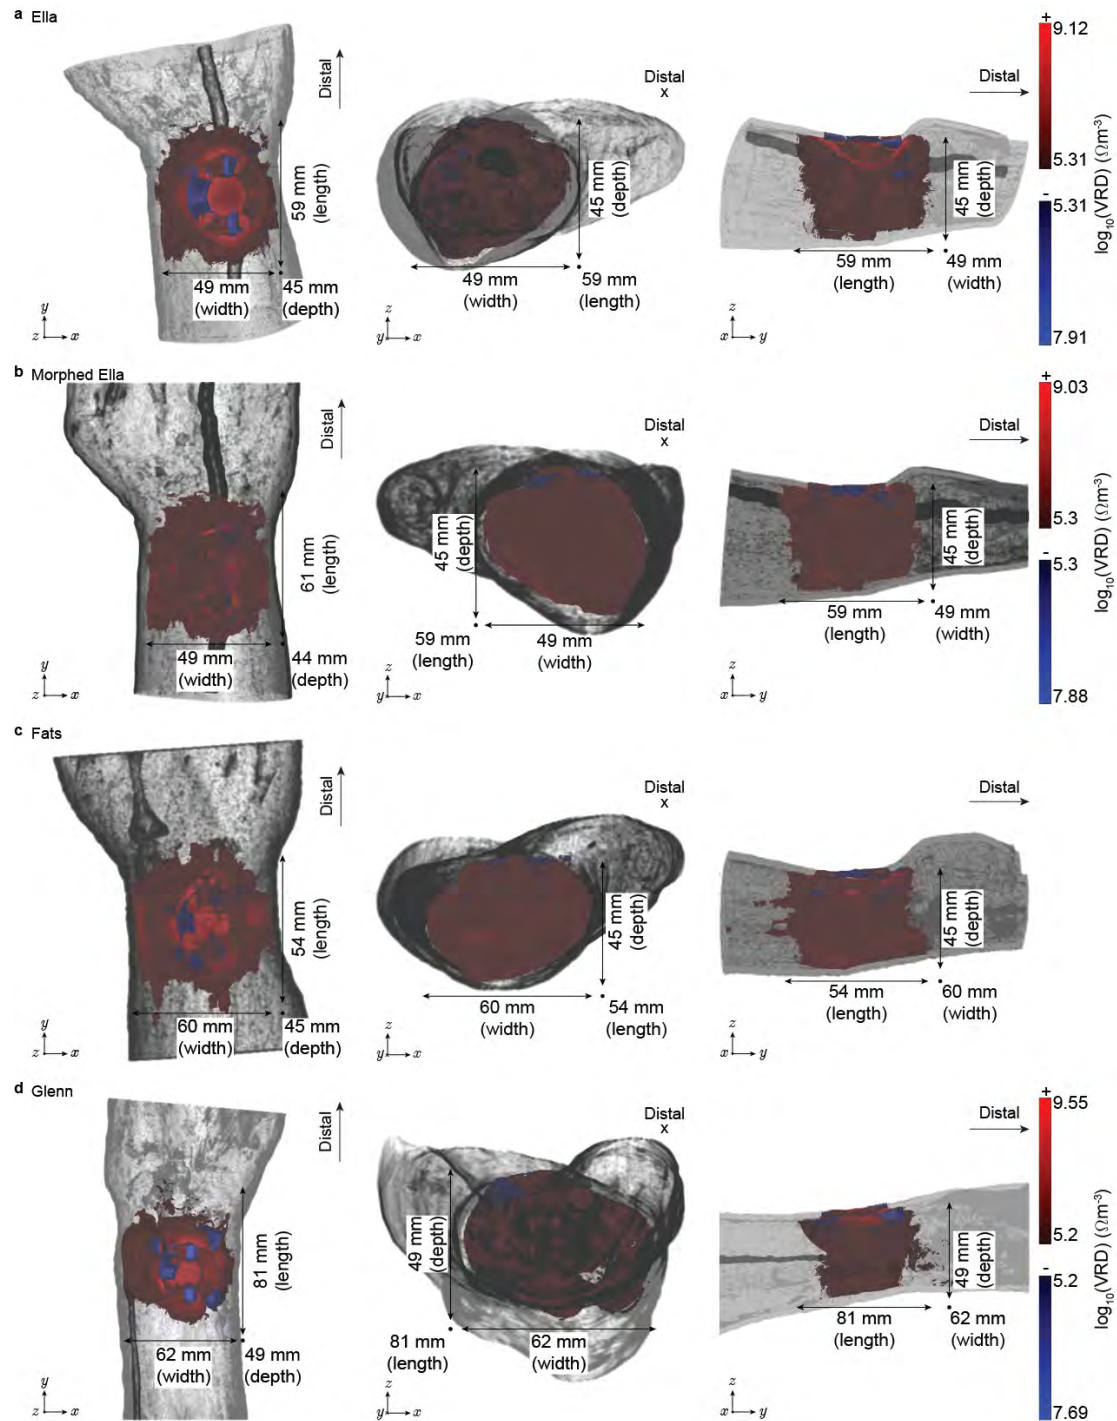 a Ella
Distal
59 mm
(length)
49 mm
(width)
45 mm
(depth)
y
z
x
Distal
x
45 mm
(depth)
49 mm
(width)
59 mm
(length)
z
y
x
Distal
45 mm
(depth)
59 mm
(length)
49 mm
(width)
z
x
y
+
9.12
5.31
-
5.31
7.91
log10(VRD) (Ωm-3)
b Morphed Ella
Distal
61 mm
(length)
49 mm
(width)
44 mm
(depth)
y
z
x
Distal
x
45 mm
(depth)
59 mm
(length)
49 mm
(width)
z
y
x
Distal
45 mm
(depth)
59 mm
(length)
49 mm
(width)
z
x
y
+
9.03
5.3
-
5.3
7.88
log10(VRD) (Ωm-3)
c Fats
Distal
54 mm
(length)
60 mm
(width)
45 mm
(depth)
y
z
x
Distal
x
45 mm
(depth)
60 mm
(width)
54 mm
(length)
z
y
x
Distal
45 mm
(depth)
54 mm
(length)
60 mm
(width)
z
x
y
d Glenn
Distal
81 mm
(length)
62 mm
(width)
49 mm
(depth)
y
z
x
Distal
x
49 mm
(depth)
81 mm
(length)
62 mm
(width)
z
y
x
Distal
49 mm
(depth)
81 mm
(length)
62 mm
(width)
z
x
y
+
9.55
5.2
-
5.2
7.69
log10(VRD) (Ωm-3)